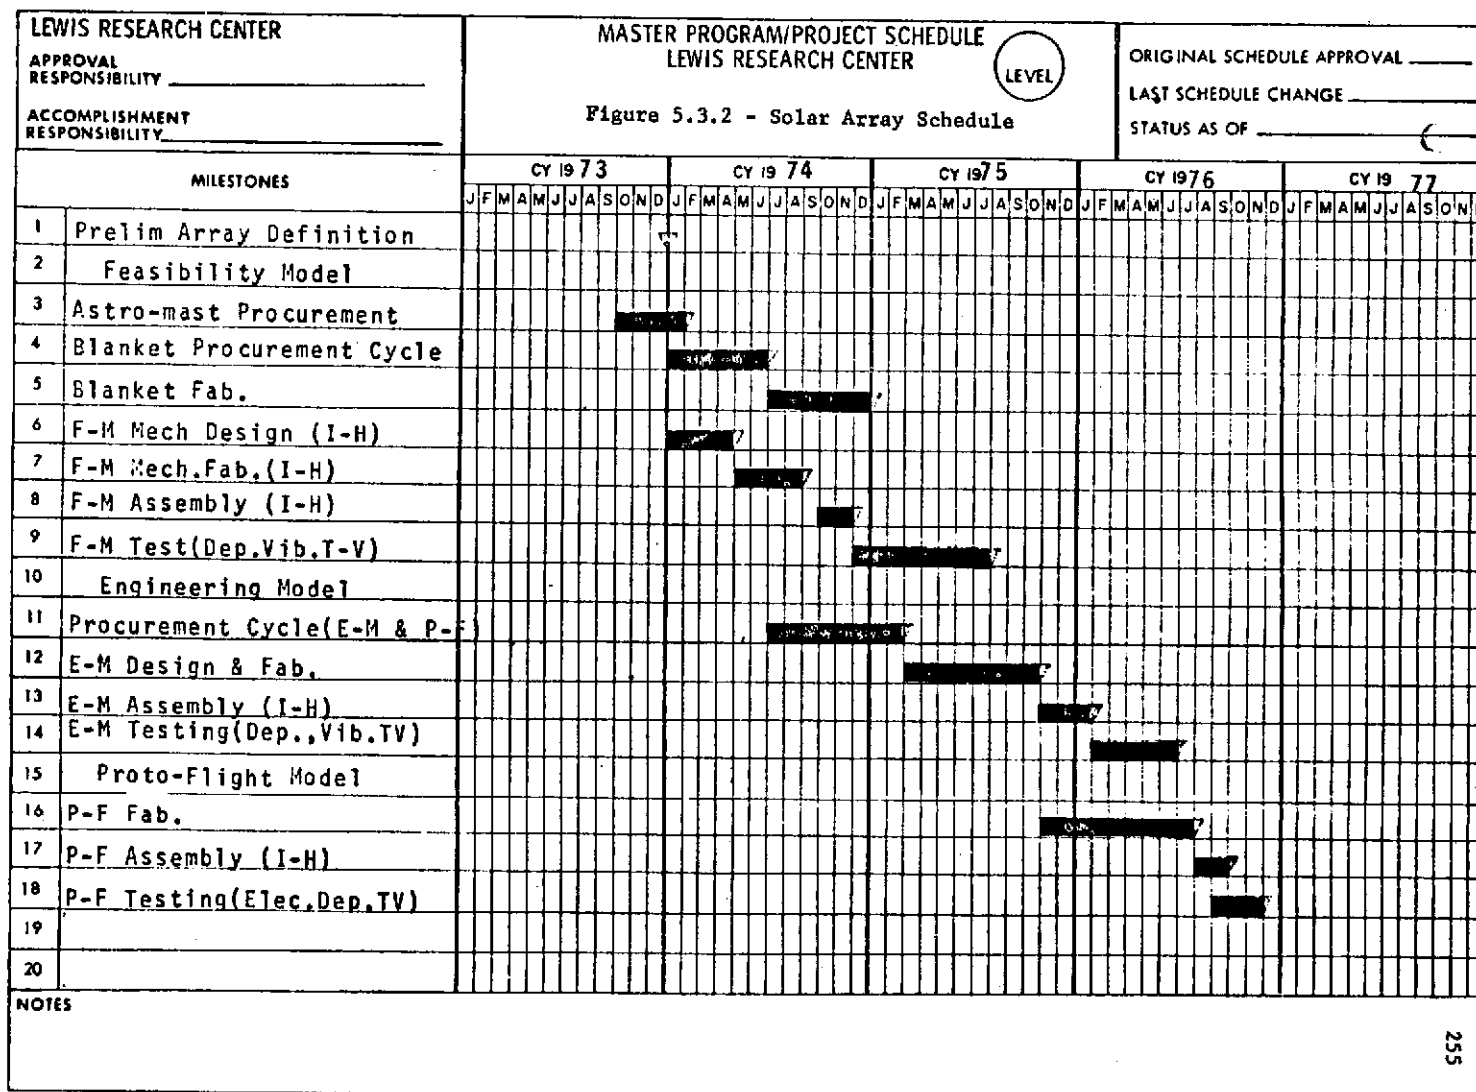 LEWIS RESEARCH CENTER
APPROVAL
RESPONSIBILITY
ACCOMPLISHMENT
RESPONSIBILITY
MASTER PROGRAM/PROJECT SCHEDULE
LEWIS RESEARCH CENTER
LEVEL
Figure 5.3.2 - Solar Array Schedule
ORIGINAL SCHEDULE APPROVAL
LAST SCHEDULE CHANGE
STATUS AS OF
MILESTONES
CY 1973 CY 1974 CY 1975 CY 1976 CY 1977
J F M A M J J A S O N D J F M A M J J A S O N D J F M A M J J A S O N D J F M A M J J A S O N D J F M A M J J A S O N
1 Prelim Array Definition
2 Feasibility Model
3 Astro-mast Procurement
4 Blanket Procurement Cycle
5 Blanket Fab.
6 F-M Mech Design (I-H)
7 F-M Mech.Fab.(I-H)
8 F-M Assembly (I-H)
9 F-M Test(Dep.Vib.T-V)
10 Engineering Model
11 Procurement Cycle(E-M & P-F)
12 E-M Design & Fab.
13 E-M Assembly (I-H)
14 E-M Testing(Dep.,Vib.TV)
15 Proto-Flight Model
16 P-F Fab.
17 P-F Assembly (I-H)
18 P-F Testing(Elec.Dep.TV)
19
20
NOTES
255